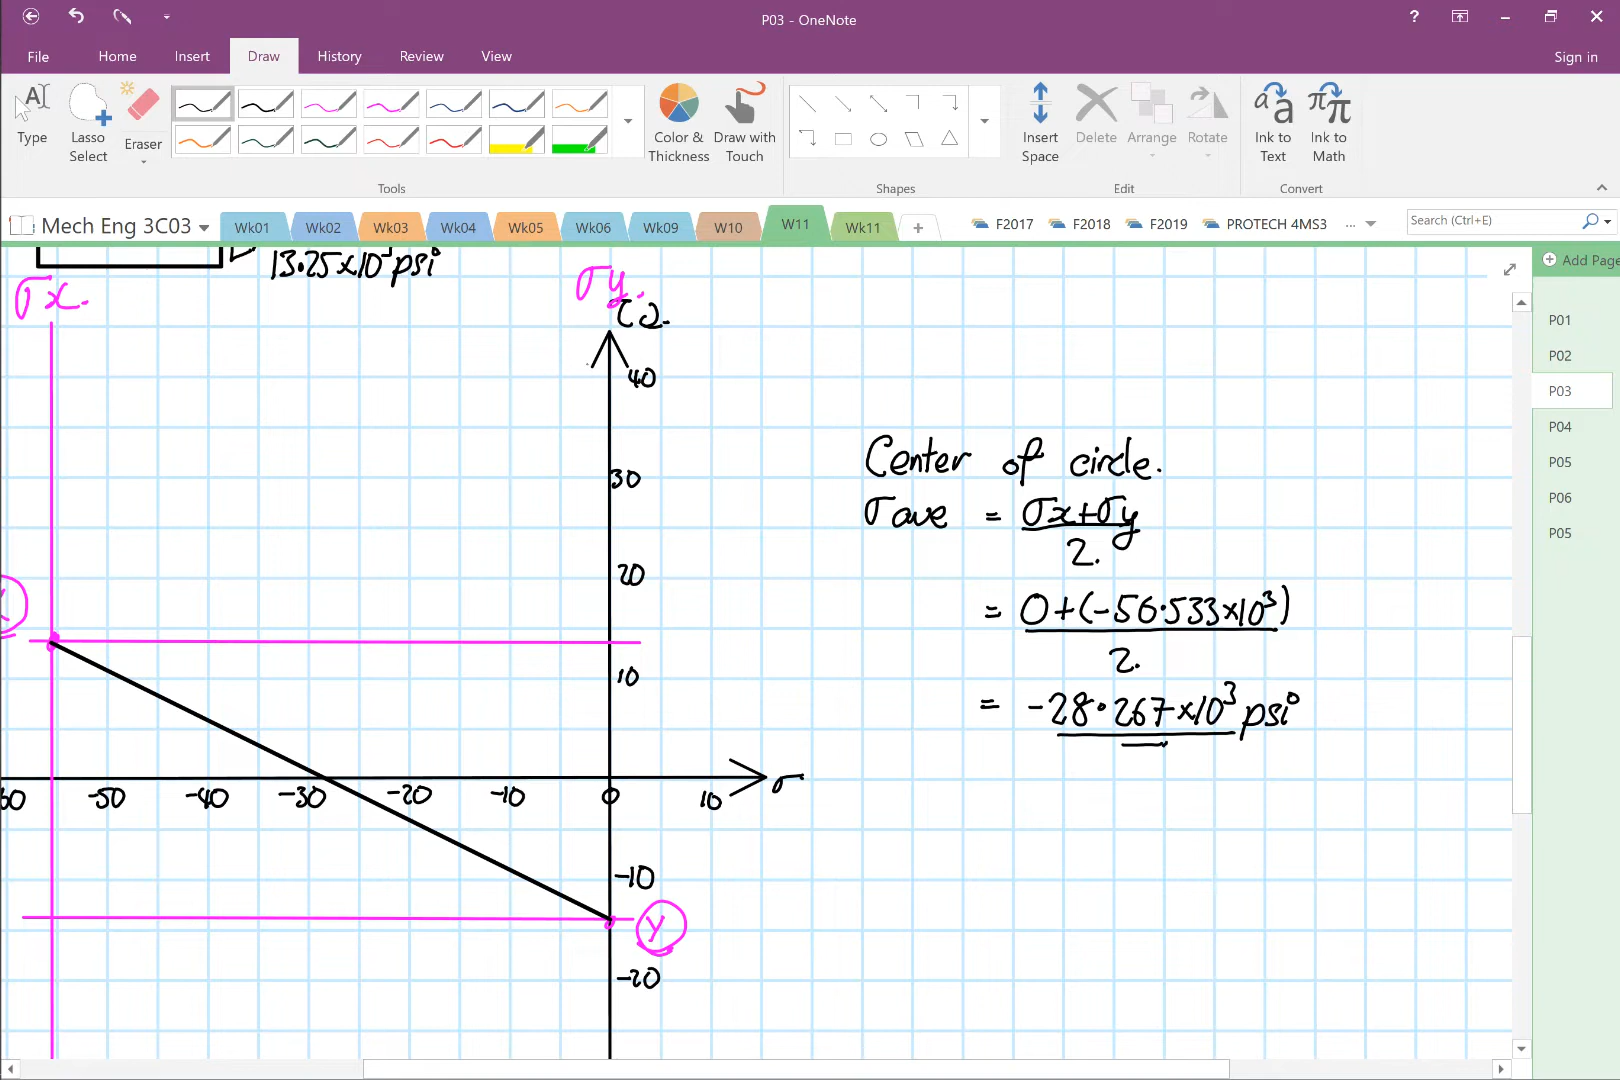 P03 - OneNote
File Home Insert Draw History Review View Sign in
Type
Lasso Select
Eraser
Color & Thickness
Draw with Touch
Insert Space
Delete
Arrange
Rotate
Ink to Text
Ink to Math
Tools Shapes Edit Convert
Mech Eng 3C03 Wk01 Wk02 Wk03 Wk04 Wk05 Wk06 Wk09 W10 W11 Wk11 + F2017 F2018 F2019 PROTECH 4MS3 ... Search (Ctrl+E)
Add Page
P01
P02
P03
P04
P05
P06
P05
13.25x10³psi
σx.
σy.
40
30
20
10
60 -50 -40 -30 -20 -10 0 10
σ
-10
Y
-20
Center of circle.
σave = σx+σy
2.
= 0+(-56.533x10³)
2.
= -28.267x10³ psi